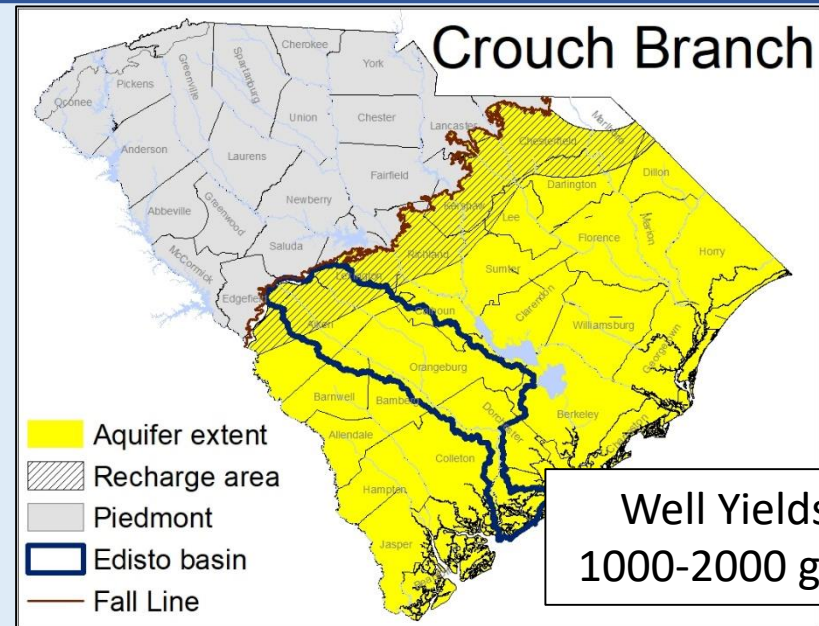 Crouch Branch
Cherokee
York
Spartanburg
Greenville
Pickens
Oconee
Union
Chester
Lancaster
Chesterfield
Marlboro
Anderson
Laurens
Fairfield
Dillon
Darlington
Kershaw
Newberry
Lee
Marion
Abbeville
Greenwood
Florence
Horry
Saluda
Richland
McCormick
Sumter
Lexington
Edgefield
Clarendon
Williamsburg
Calhoun
Aiken
Georgetown
Orangeburg
Barnwell
Bamberg
Dorchester
Berkeley
Allendale
Charleston
Colleton
Hampton
Jasper
Aquifer extent
Recharge area
Piedmont
Edisto basin
Fall Line
Well Yields
1000-2000 g